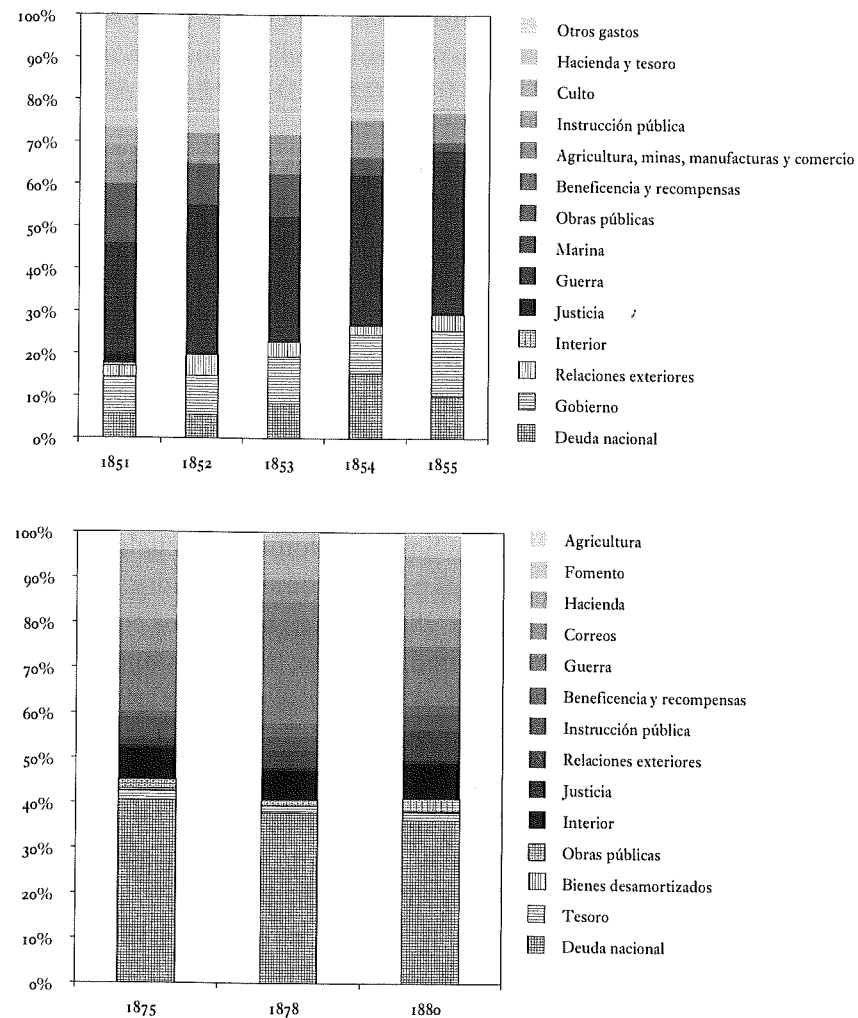 100%
90%
80%
70%
60%
50%
40%
30%
20%
10%
0%
1851 1852 1853 1854 1855
Otros gastos
Hacienda y tesoro
Culto
Instrucción pública
Agricultura, minas, manufacturas y comercio
Beneficencia y recompensas
Obras públicas
Marina
Guerra
Justicia
Interior
Relaciones exteriores
Gobierno
Deuda nacional
100%
90%
80%
70%
60%
50%
40%
30%
20%
10%
0%
1875 1878 1880
Agricultura
Fomento
Hacienda
Correos
Guerra
Beneficencia y recompensas
Instrucción pública
Relaciones exteriores
Justicia
Interior
Obras públicas
Bienes desamortizados
Tesoro
Deuda nacional